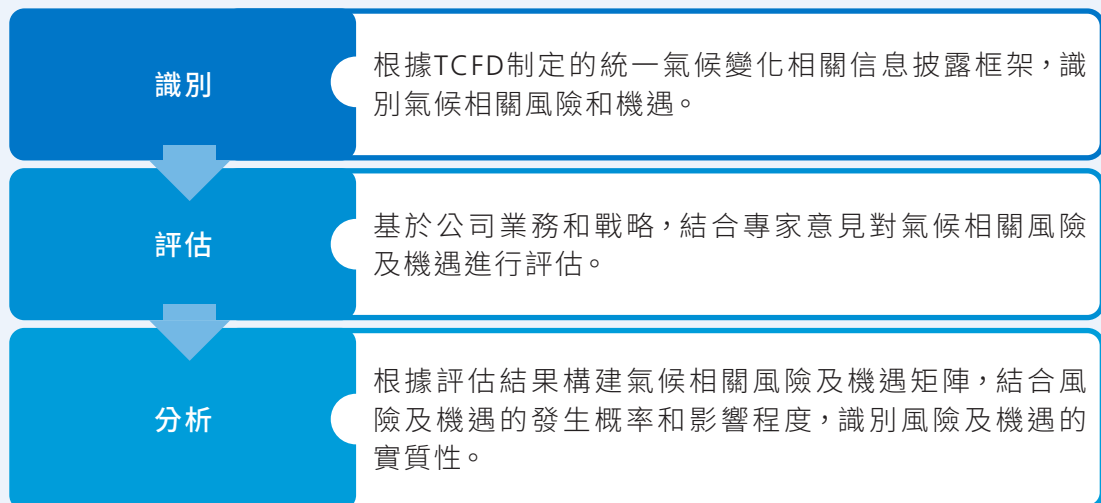 識別
根據TCFD制定的統一氣候變化相關信息披露框架，識
別氣候相關風險和機遇。
評估
基於公司業務和戰略，結合專家意見對氣候相關風險
及機遇進行評估。
分析
根據評估結果構建氣候相關風險及機遇矩陣，結合風
險及機遇的發生概率和影響程度，識別風險及機遇的
實質性。